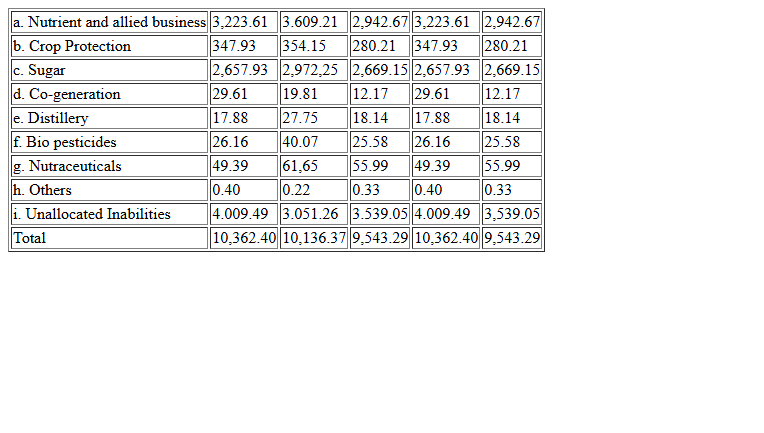 a. Nutrient and allied business 3,223.61 3.609.21 2,942.67 3,223.61 2,942.67
b. Crop Protection 347.93 354.15 280.21 347.93 280.21
c. Sugar 2,657.93 2,972,25 2,669.15 2,657.93 2,669.15
d. Co-generation 29.61 19.81 12.17 29.61 12.17
e. Distillery 17.88 27.75 18.14 17.88 18.14
f. Bio pesticides 26.16 40.07 25.58 26.16 25.58
g. Nutraceuticals 49.39 61,65 55.99 49.39 55.99
h. Others 0.40 0.22 0.33 0.40 0.33
i. Unallocated Inabilities 4.009.49 3.051.26 3.539.05 4.009.49 3,539.05
Total 10,362.40 10,136.37 9,543.29 10,362.40 9,543.29